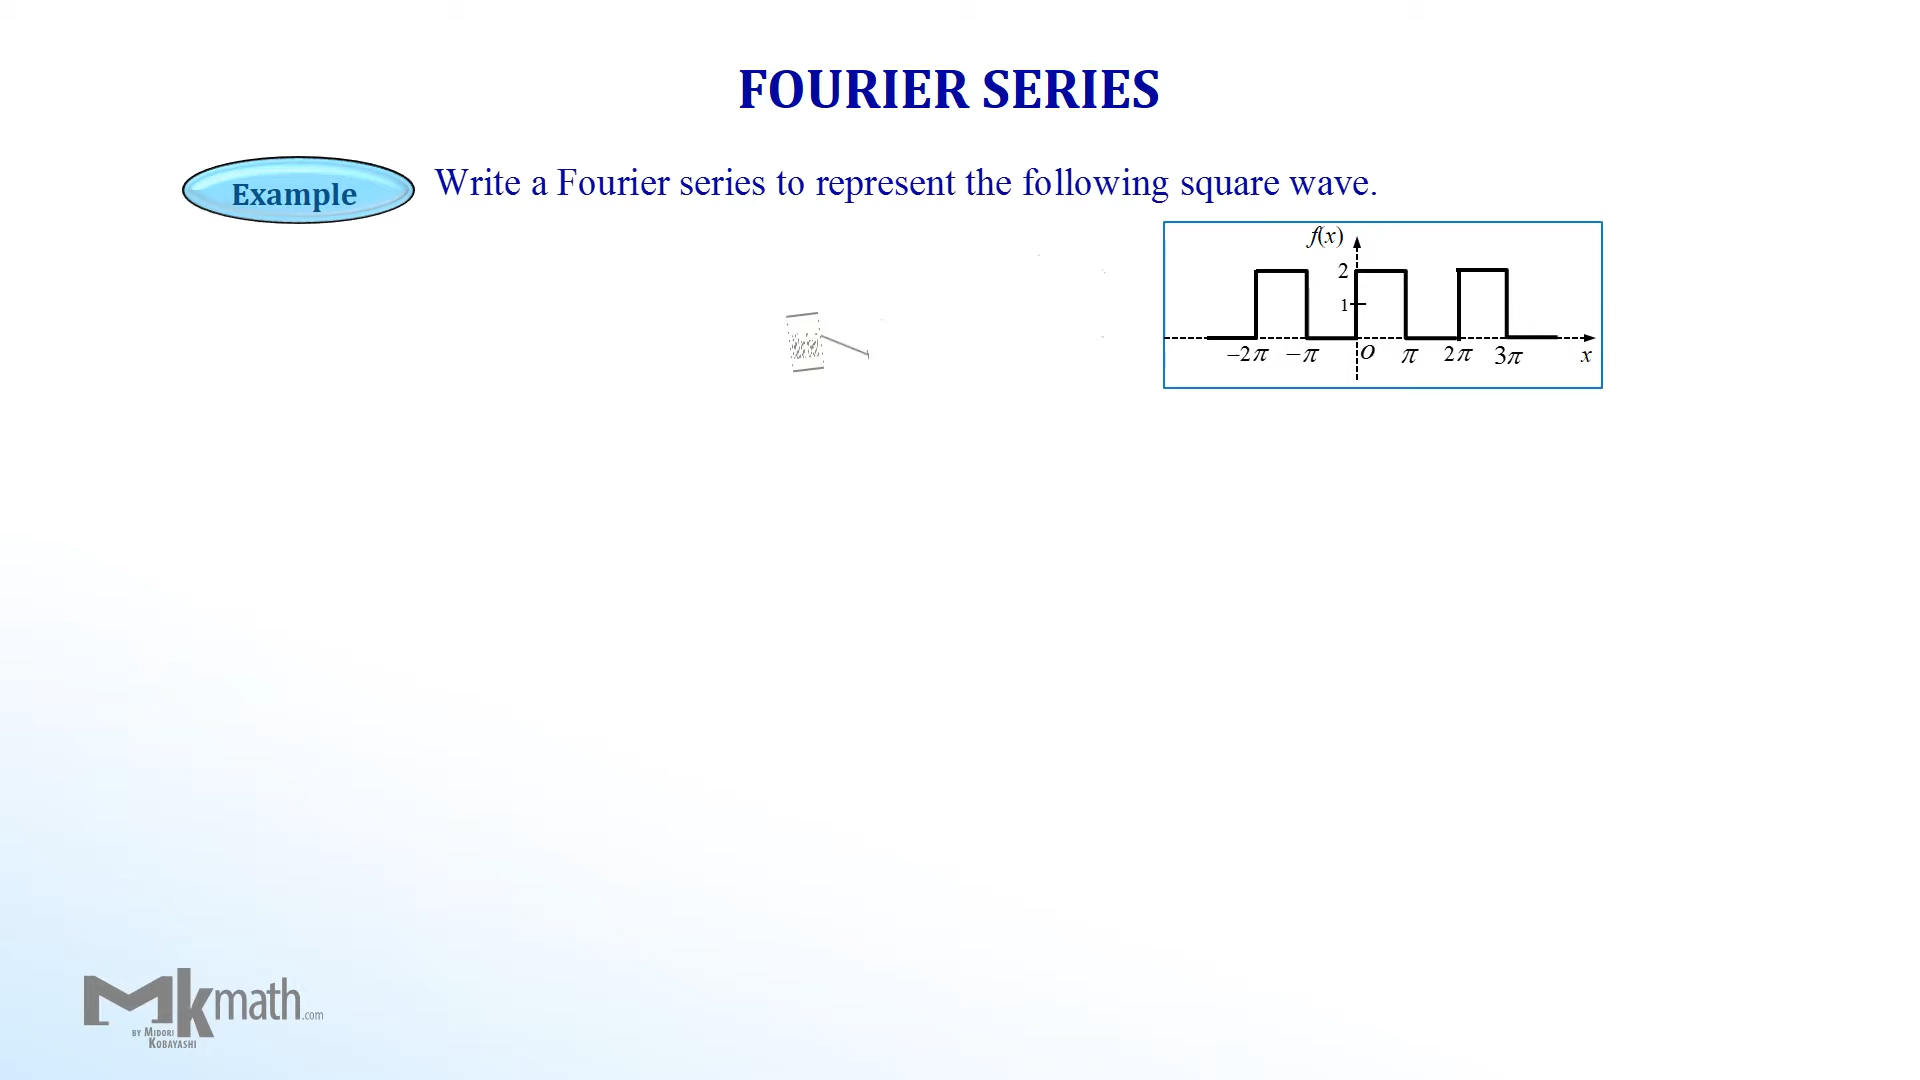 FOURIER SERIES
Example
Write a Fourier series to represent the following square wave.
f(x)
2
1
−2π −π O π 2π 3π x
Mkmath.com
BY MIDORI
KOBAYASHI